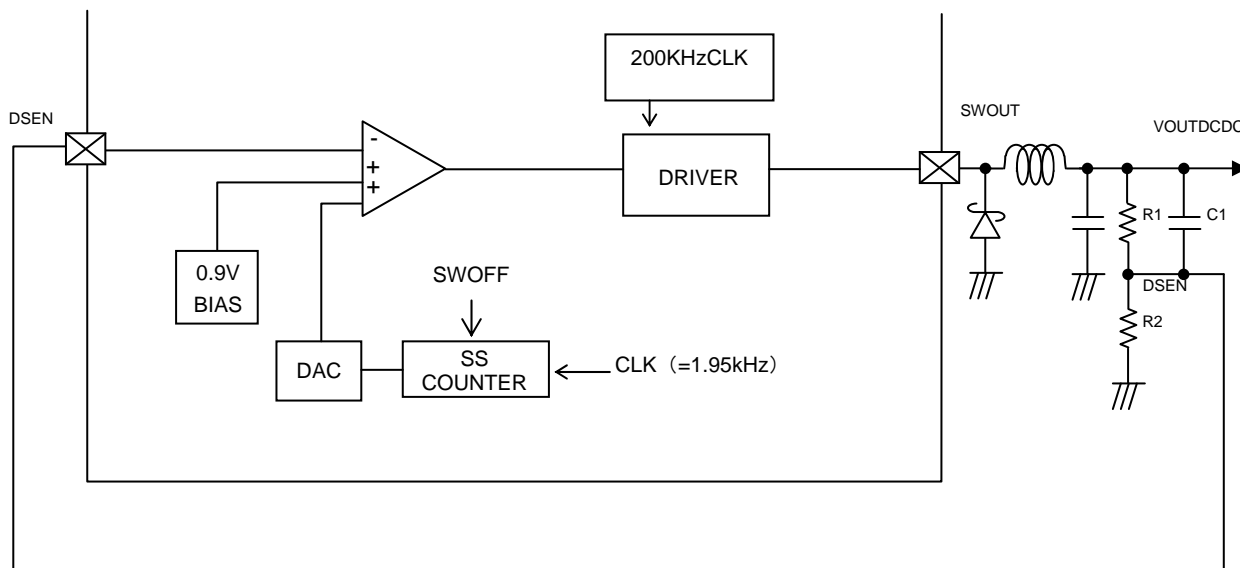 200KHzCLK
DSEN
SWOUT
VOUTDCDC
-
+
+
DRIVER
R1
C1
0.9V
BIAS
SWOFF
DSEN
R2
DAC
SS
COUNTER
CLK（=1.95kHz）